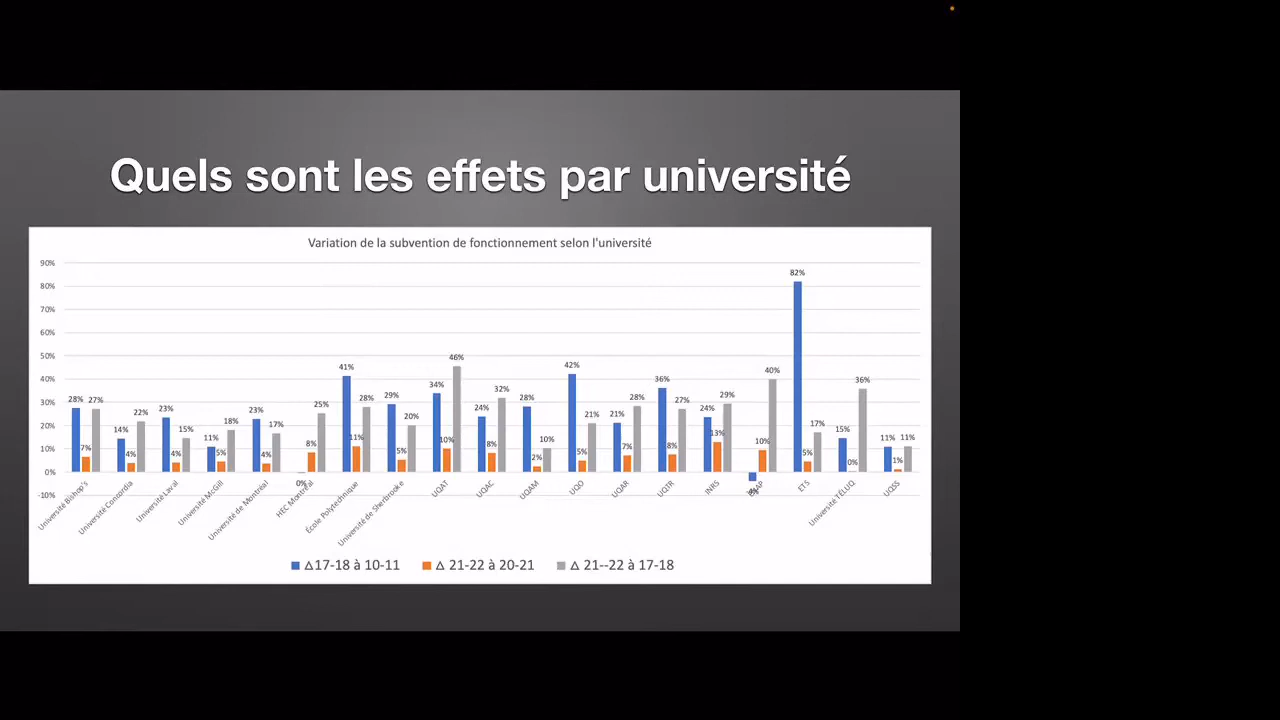 Quels sont les effets par université
Variation de la subvention de fonctionnement selon l'université
90%
80%
70%
60%
50%
40%
30%
20%
10%
0%
-10%
28% 7% 27%
14% 4% 22%
23% 4% 15%
11% 5% 18%
23% 4% 17%
0% 8% 25%
41% 11% 28%
29% 5% 20%
34% 10% 46%
24% 8% 32%
28% 2% 10%
42% 5% 21%
21% 7% 28%
36% 8% 27%
24% 13% 29%
10% 40%
82% 5% 17%
15% 0% 36%
11% 1% 11%
Université Bishop's
Université Concordia
Université Laval
Université McGill
Université de Montréal
HEC Montréal
École Polytechnique
Université de Sherbrooke
UQAT
UQAC
UQAM
UQO
UQAR
UQTR
INRS
ETS
Université TÉLUQ
UQSS
△17-18 à 10-11 △ 21-22 à 20-21 △ 21--22 à 17-18